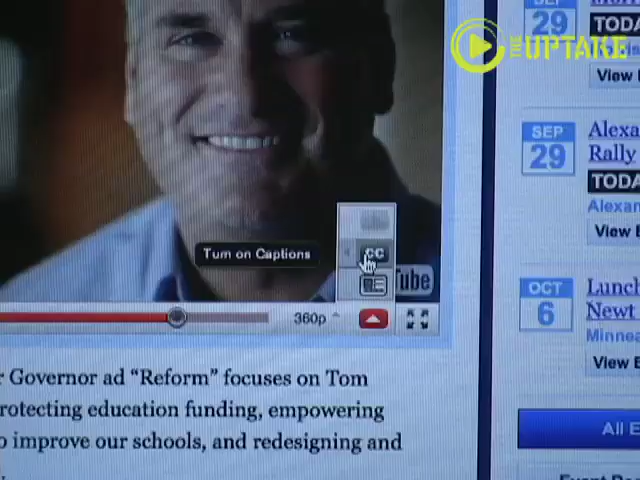 THE UPTAKE
SEP
29
TODA
View E
SEP
29
Alexa
Rally
TODA
Alexan
View E
Turn on Captions
CC
Tube
360p
OCT
6
Lunch
Newt
Minnea
View E
r Governor ad “Reform” focuses on Tom
rotecting education funding, empowering
o improve our schools, and redesigning and
All E